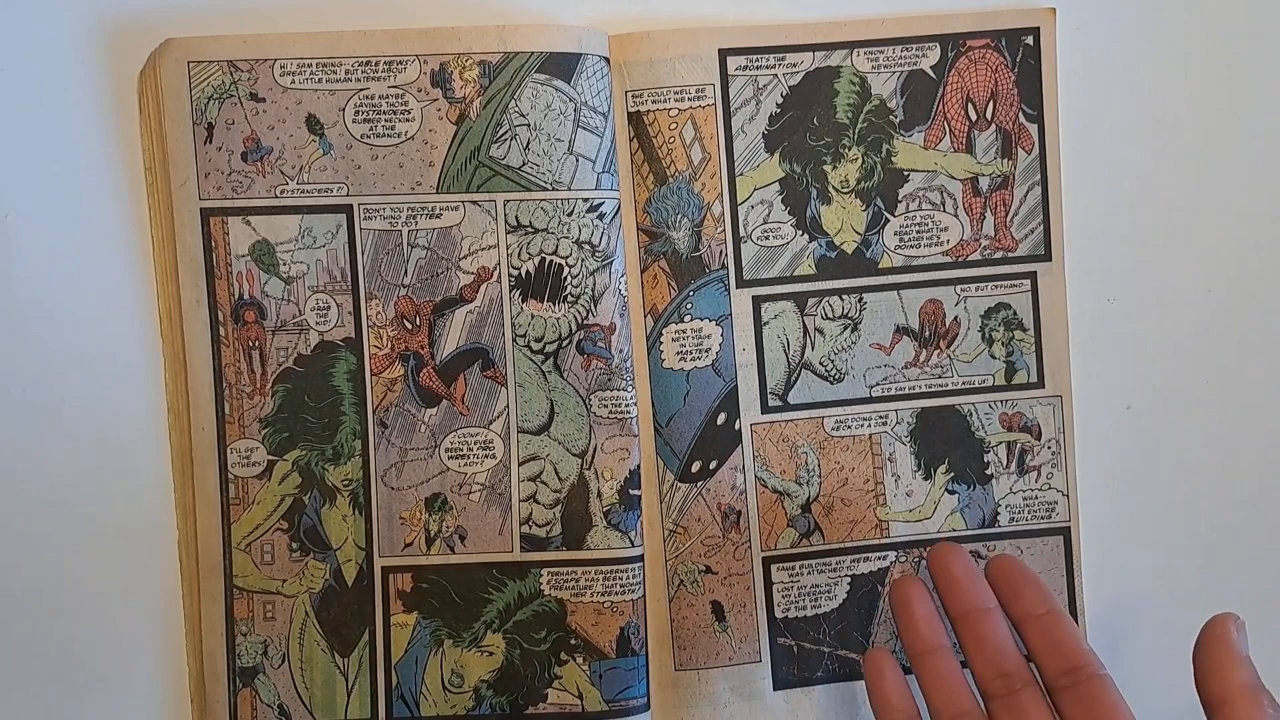 HI! SAM EWING-- CABLE NEWS!
GREAT ACTION! BUT HOW ABOUT
A LITTLE HUMAN INTEREST?
LIKE MAYBE
SAVING THOSE
BYSTANDERS
RUBBER-NECKING
AT THE
ENTRANCE?
BYSTANDERS?!
I'LL
GRAB
THE
KID!
I'LL GET
THE
OTHERS!
DON'T YOU PEOPLE HAVE
ANYTHING BETTER
TO DO?
--OONF!--
Y-YOU EVER
BEEN IN PRO
WRESTLING,
LADY?
"GODZILLA'
ON THE MOVE
AGAIN!
PERHAPS MY EAGERNESS TO
ESCAPE HAS BEEN A BIT
PREMATURE! THAT WOMAN--
HER STRENGTH!
SHE COULD WELL BE
JUST WHAT WE NEED--
--FOR THE
NEXT STAGE
IN OUR
MASTER
PLAN!
THAT'S THE
ABOMINATION!
I KNOW! I DO READ
THE OCCASIONAL
NEWSPAPER!
GOOD
FOR YOU!
DID YOU
HAPPEN TO
READ WHAT THE
BLAZES HE'S
DOING HERE?
NO, BUT OFFHAND--
--I'D SAY HE'S TRYING TO KILL US!
AND DOING ONE
HECK OF A JOB!
WHA--
PULLING DOWN
THAT ENTIRE
BUILDING!
SAME BUILDING MY WEBLINE
WAS ATTACHED TO!
LOST MY ANCHOR!
MY LEVERAGE!
C-CAN'T GET OUT
OF THE WA--